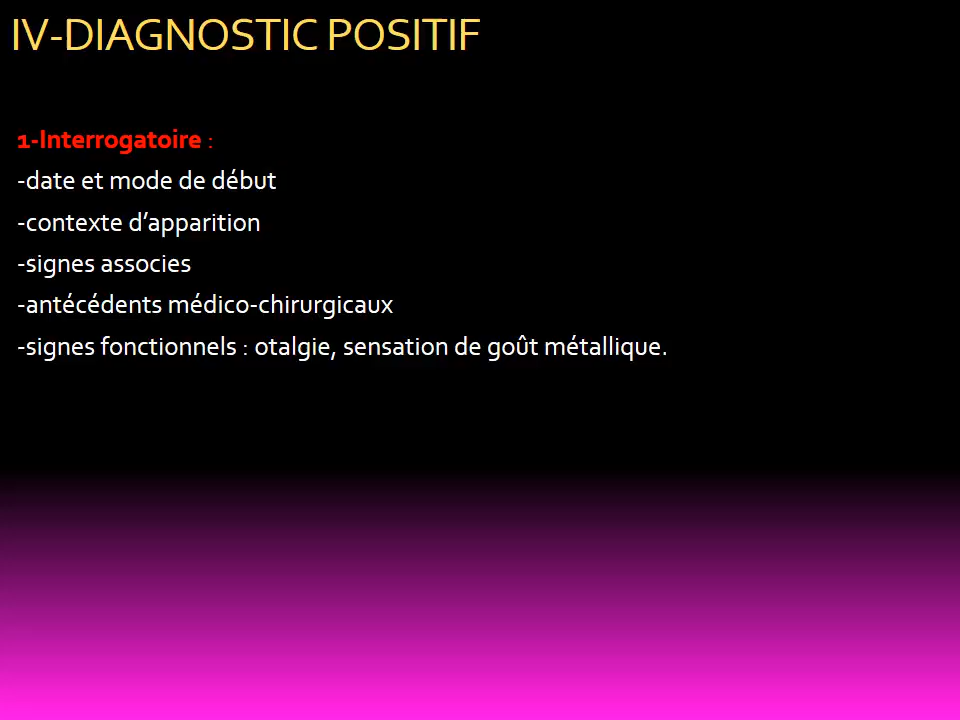 IV-DIAGNOSTIC POSITIF
1-Interrogatoire :
-date et mode de début
-contexte d’apparition
-signes associes
-antécédents médico-chirurgicaux
-signes fonctionnels : otalgie, sensation de goût métallique.